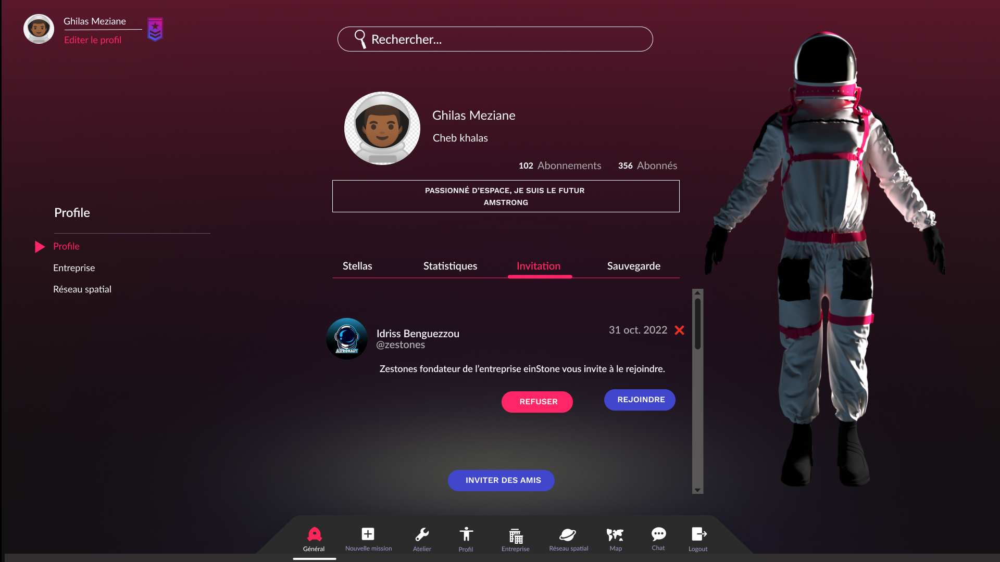 Ghilas Meziane
Editer le profil
Rechercher...
Ghilas Meziane
Cheb khalas
102 Abonnements 356 Abonnés
PASSIONNÉ D’ESPACE, JE SUIS LE FUTUR
AMSTRONG
Profile
Profile
Entreprise
Réseau spatial
Stellas Statistiques Invitation Sauvegarde
Idriss Benguezzou
@zestones
31 oct. 2022
ASTRONAUT
Zestones fondateur de l’entreprise einStone vous invite à le rejoindre.
REFUSER
REJOINDRE
INVITER DES AMIS
Général Nouvelle mission Atelier Profil Entreprise Réseau spatial Map Chat Logout